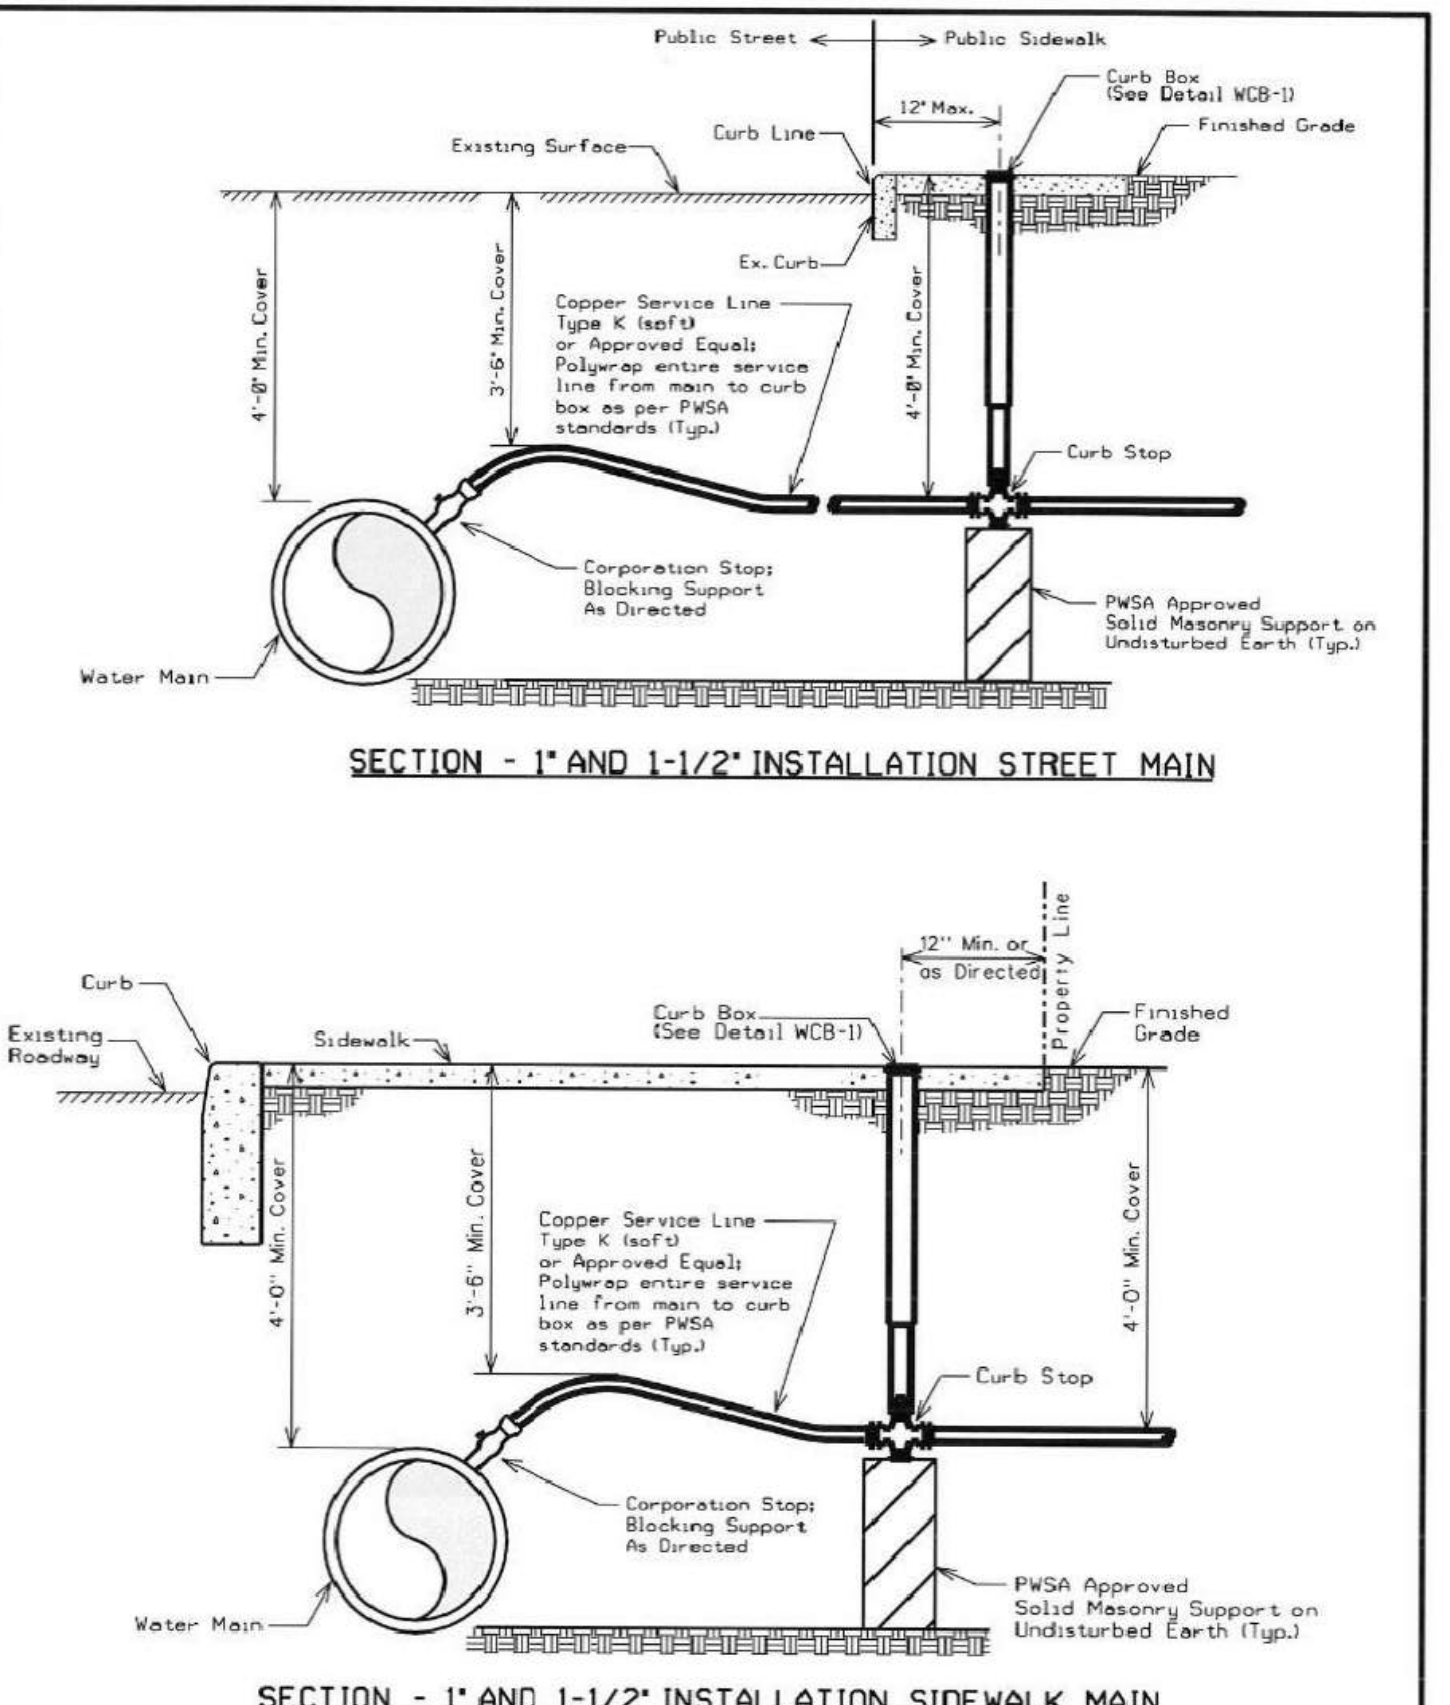 Public Street
Public Sidewalk
Curb Box
(See Detail WCB-1)
12" Max.
Finished Grade
Curb Line
Existing Surface
Ex. Curb
4'-0" Min. Cover
3'-6" Min. Cover
4'-0" Min. Cover
Copper Service Line
Type K (soft)
or Approved Equal;
Polywrap entire service
line from main to curb
box as per PWSA
standards (Typ.)
Curb Stop
Corporation Stop;
Blocking Support
As Directed
PWSA Approved
Solid Masonry Support on
Undisturbed Earth (Typ.)
Water Main
SECTION - 1" AND 1-1/2" INSTALLATION STREET MAIN
12" Min. or
as Directed
Property Line
Curb
Existing
Roadway
Sidewalk
Curb Box
(See Detail WCB-1)
Finished
Grade
4'-0" Min. Cover
3'-6" Min. Cover
4'-0" Min. Cover
Copper Service Line
Type K (soft)
or Approved Equal;
Polywrap entire service
line from main to curb
box as per PWSA
standards (Typ.)
Curb Stop
Corporation Stop;
Blocking Support
As Directed
PWSA Approved
Solid Masonry Support on
Undisturbed Earth (Typ.)
Water Main
SECTION - 1" AND 1-1/2" INSTALLATION SIDEWALK MAIN